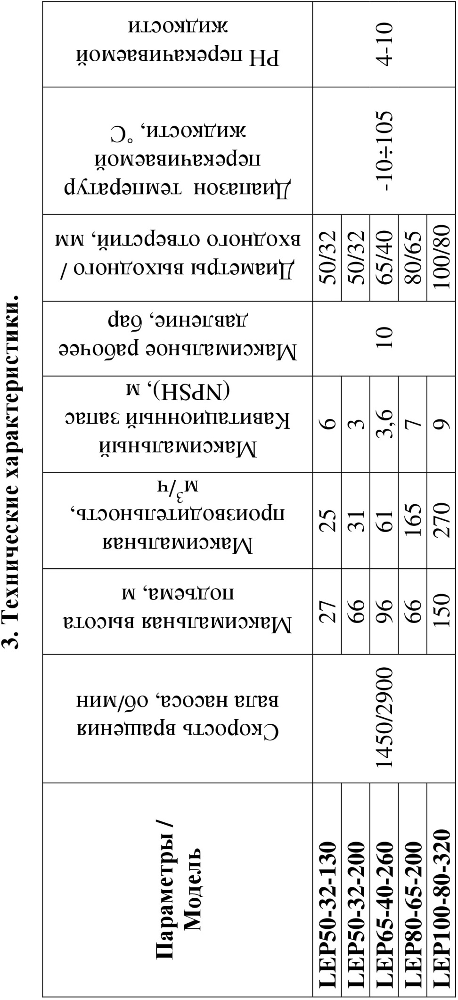 3. Технические характеристики.
Параметры /
Модель
Скорость вращения
вала насоса, об/мин
Максимальная высота
подъема, м
Максимальная
производительность,
м³/ч
Максимальный
Кавитационный запас
(NPSH), м
Максимальное рабочее
давление, бар
Диаметры выходного /
входного отверстий, мм
Диапазон температур
перекачиваемой
жидкости, °С
РН перекачиваемой
жидкости
LEP50-32-130 1450/2900 27 25 6 10 50/32 -10÷105 4-10
LEP50-32-200 66 31 3 50/32
LEP65-40-260 96 61 3,6 65/40
LEP80-65-200 66 165 7 80/65
LEP100-80-320 150 270 9 100/80